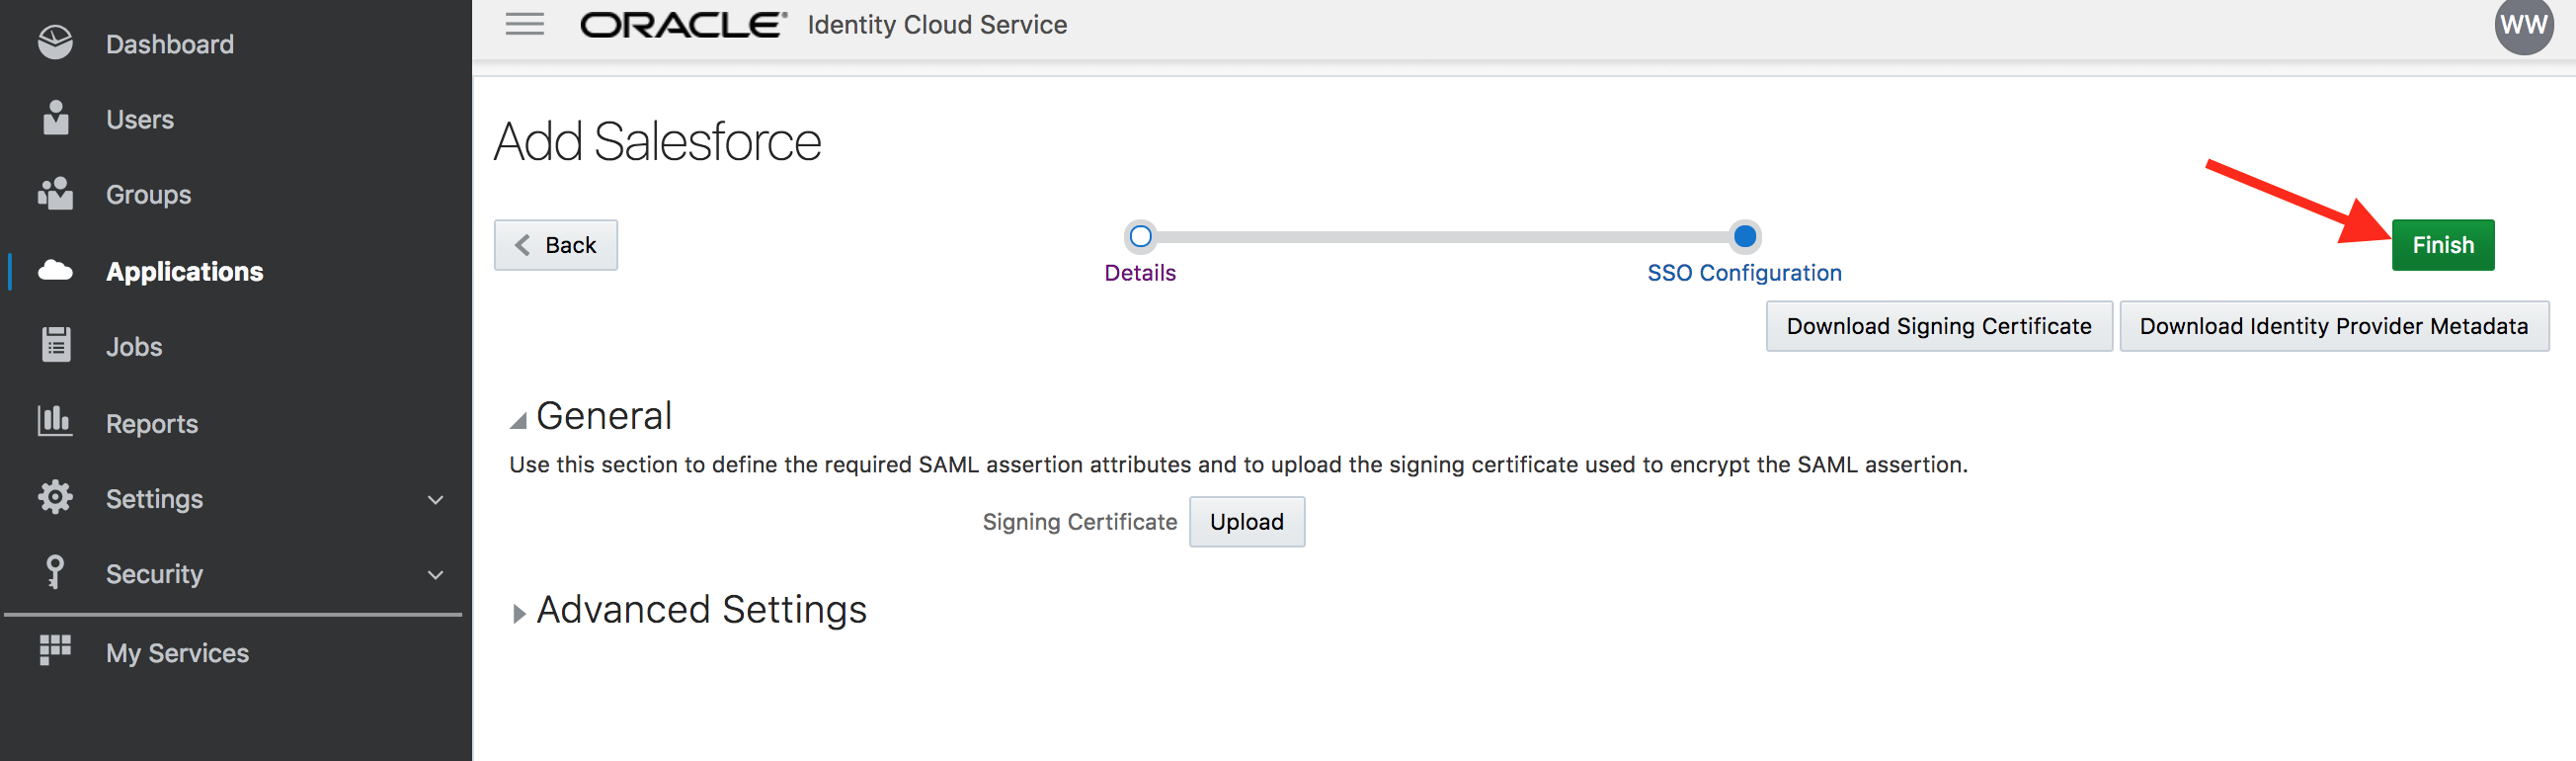 Dashboard
Users
Groups
Applications
Jobs
Reports
Settings
Security
My Services
ORACLE® Identity Cloud Service
WW
Add Salesforce
Back
Details
SSO Configuration
Finish
Download Signing Certificate
Download Identity Provider Metadata
General
Use this section to define the required SAML assertion attributes and to upload the signing certificate used to encrypt the SAML assertion.
Signing Certificate Upload
Advanced Settings